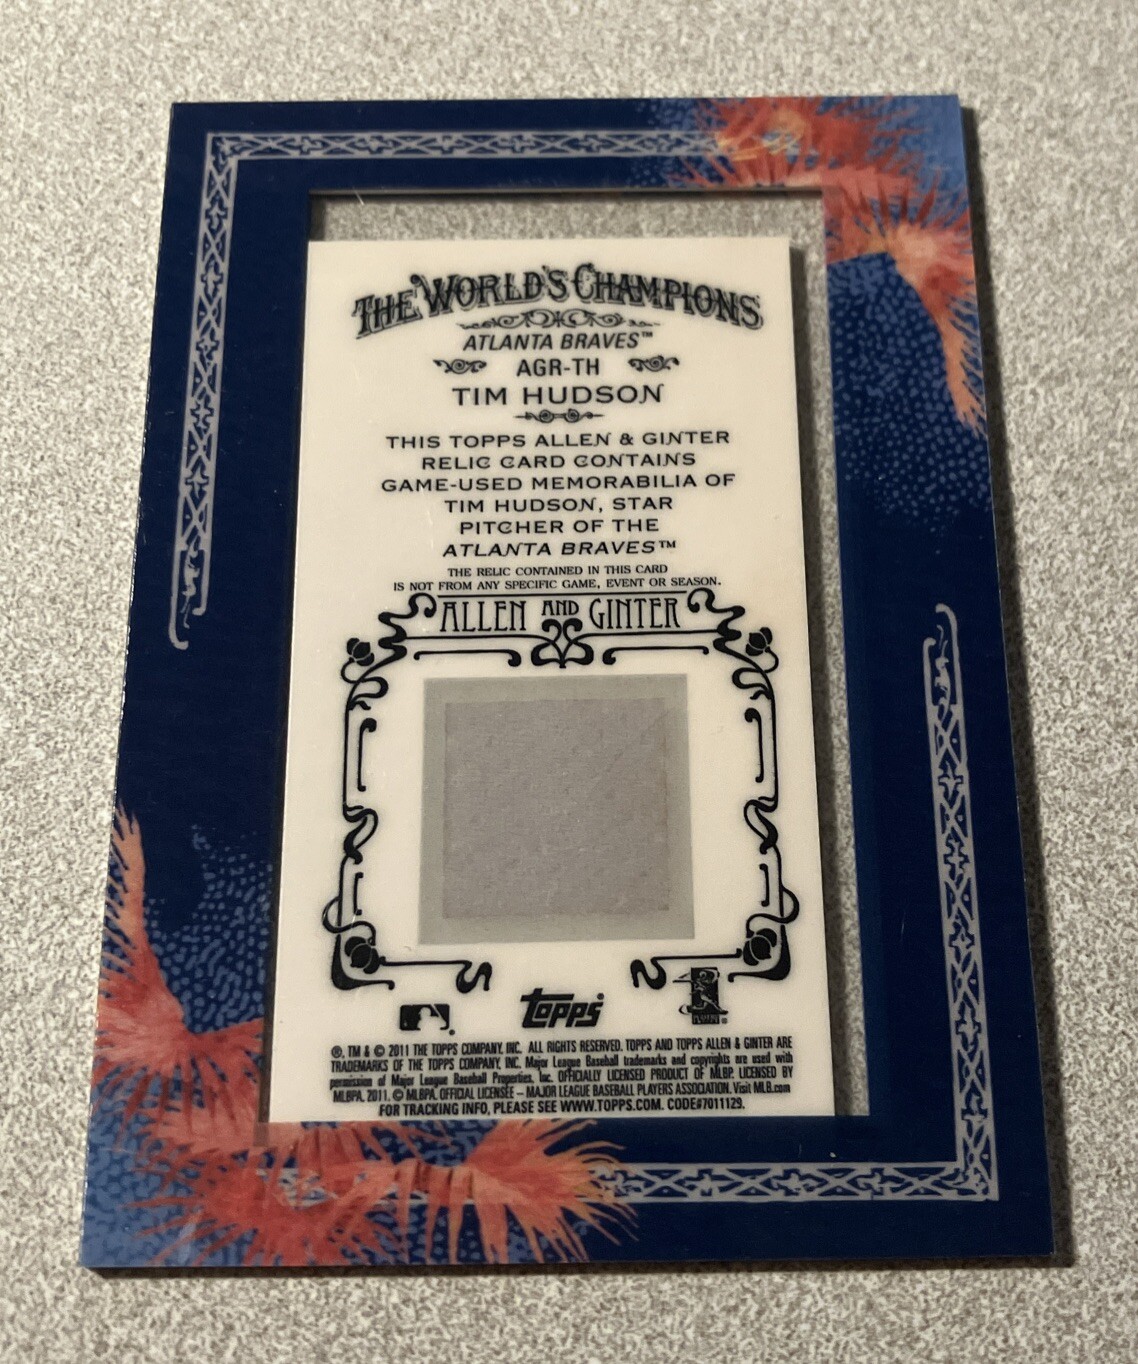 THE WORLD'S CHAMPIONS
ATLANTA BRAVES™
AGR-TH
TIM HUDSON
THIS TOPPS ALLEN & GINTER
RELIC CARD CONTAINS
GAME-USED MEMORABILIA OF
TIM HUDSON, STAR
PITCHER OF THE
ATLANTA BRAVES™
THE RELIC CONTAINED IN THIS CARD
IS NOT FROM ANY SPECIFIC GAME, EVENT OR SEASON.
ALLEN AND GINTER
topps
®, TM & © 2011 THE TOPPS COMPANY, INC. ALL RIGHTS RESERVED. TOPPS AND TOPPS ALLEN & GINTER ARE
TRADEMARKS OF THE TOPPS COMPANY, INC. Major League Baseball trademarks and copyrights are used with
permission of Major League Baseball Properties, Inc. OFFICIALLY LICENSED PRODUCT OF MLBP. LICENSED BY
MLBPA, 2011. © MLBPA. OFFICIAL LICENSEE – MAJOR LEAGUE BASEBALL PLAYERS ASSOCIATION. Visit MLB.com
FOR TRACKING INFO, PLEASE SEE WWW.TOPPS.COM. CODE#7011129.